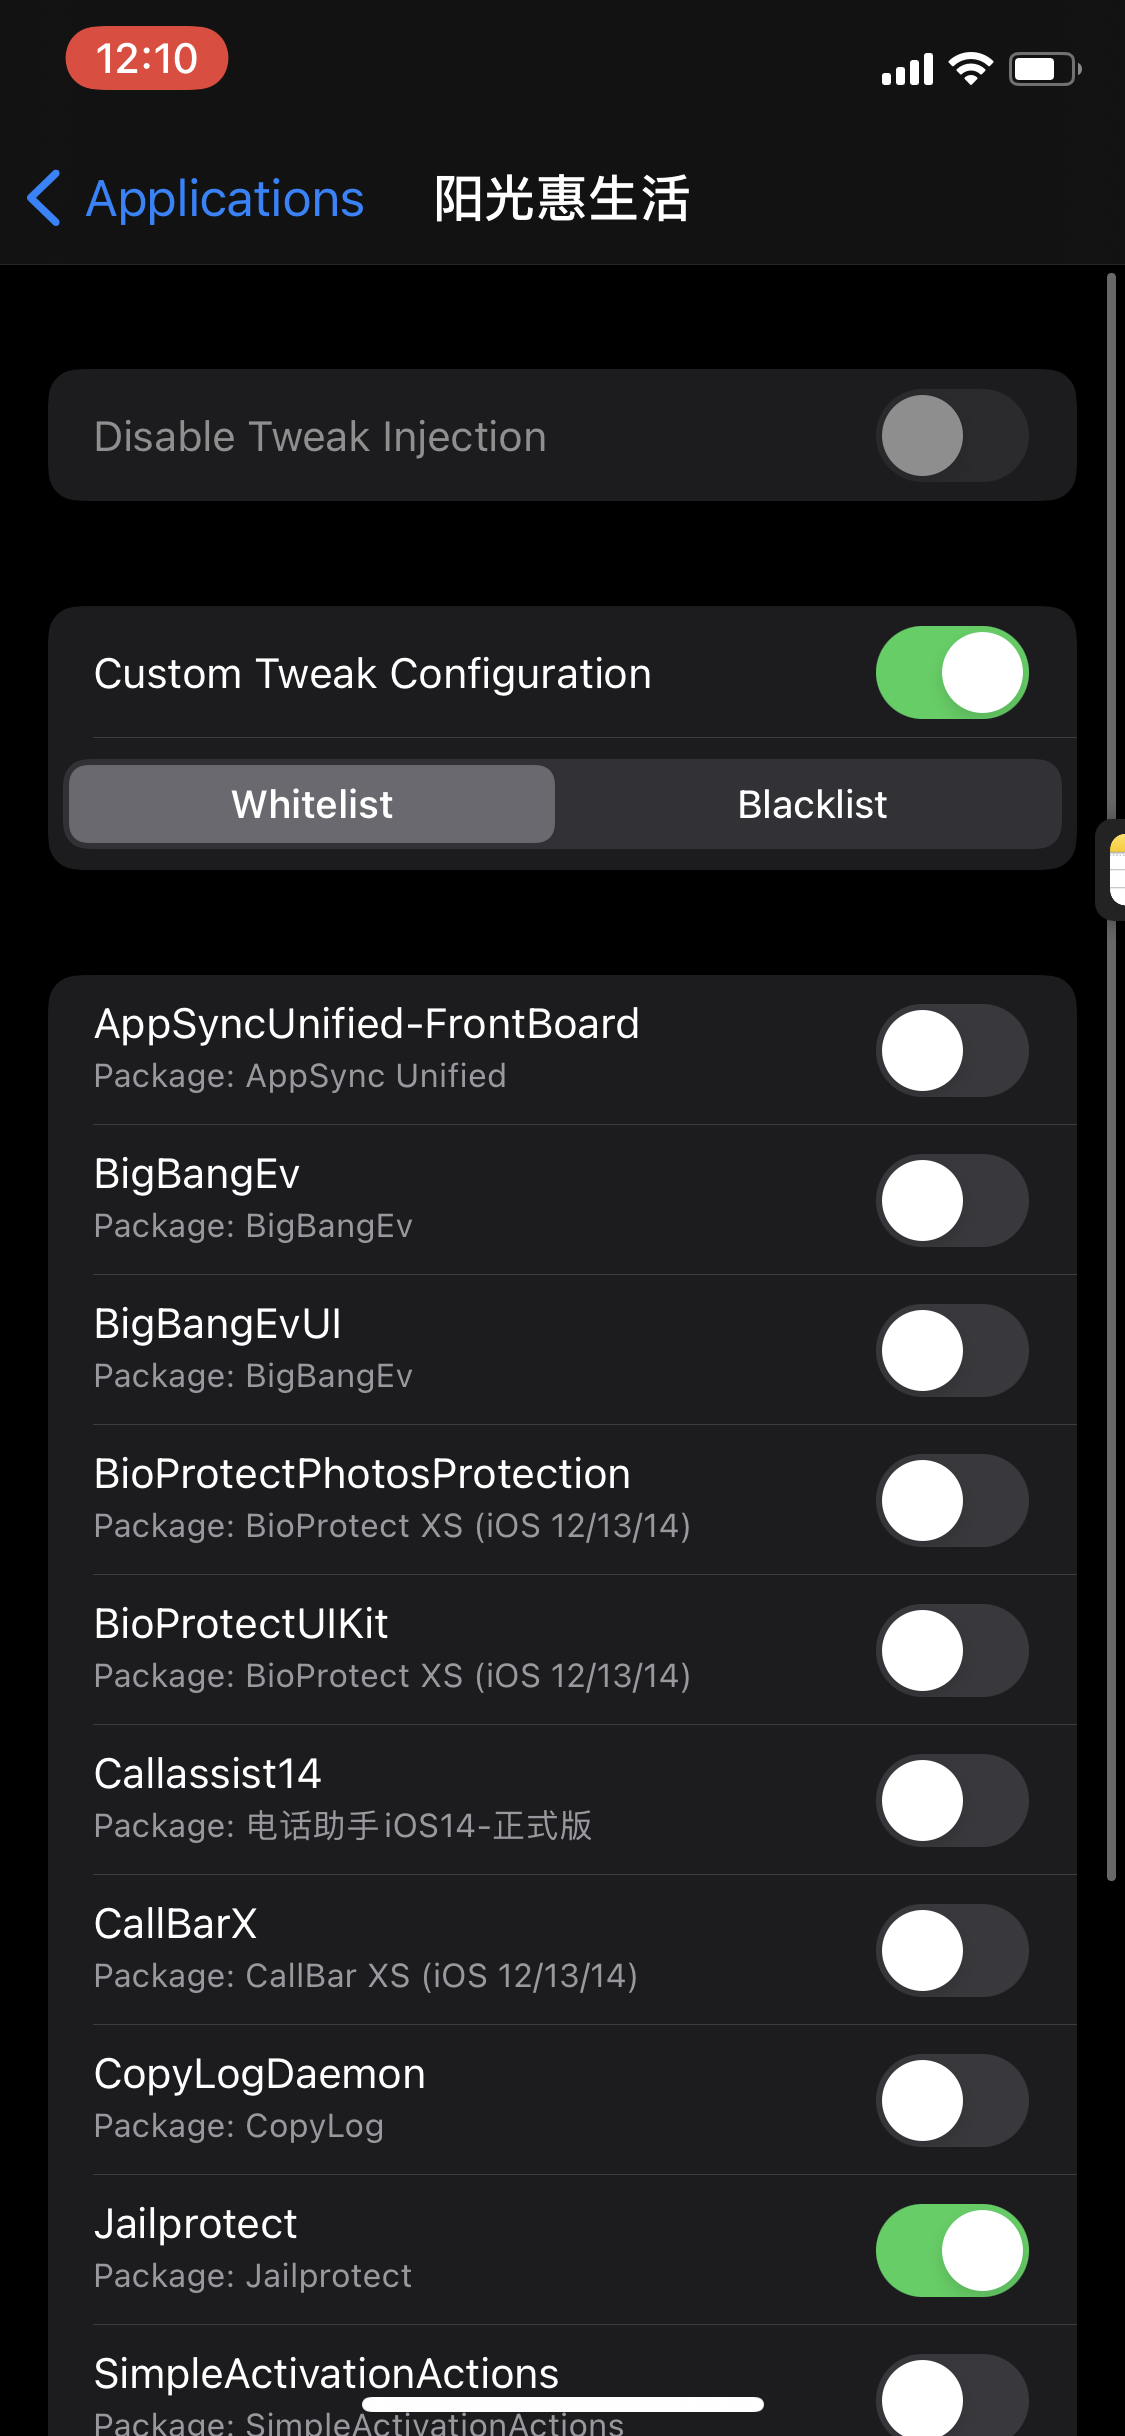 12:10
Applications 阳光惠生活
Disable Tweak Injection
Custom Tweak Configuration
Whitelist Blacklist
AppSyncUnified-FrontBoard
Package: AppSync Unified
BigBangEv
Package: BigBangEv
BigBangEvUI
Package: BigBangEv
BioProtectPhotosProtection
Package: BioProtect XS (iOS 12/13/14)
BioProtectUIKit
Package: BioProtect XS (iOS 12/13/14)
Callassist14
Package: 电话助手iOS14-正式版
CallBarX
Package: CallBar XS (iOS 12/13/14)
CopyLogDaemon
Package: CopyLog
Jailprotect
Package: Jailprotect
SimpleActivationActions
Package: SimpleActivationActions